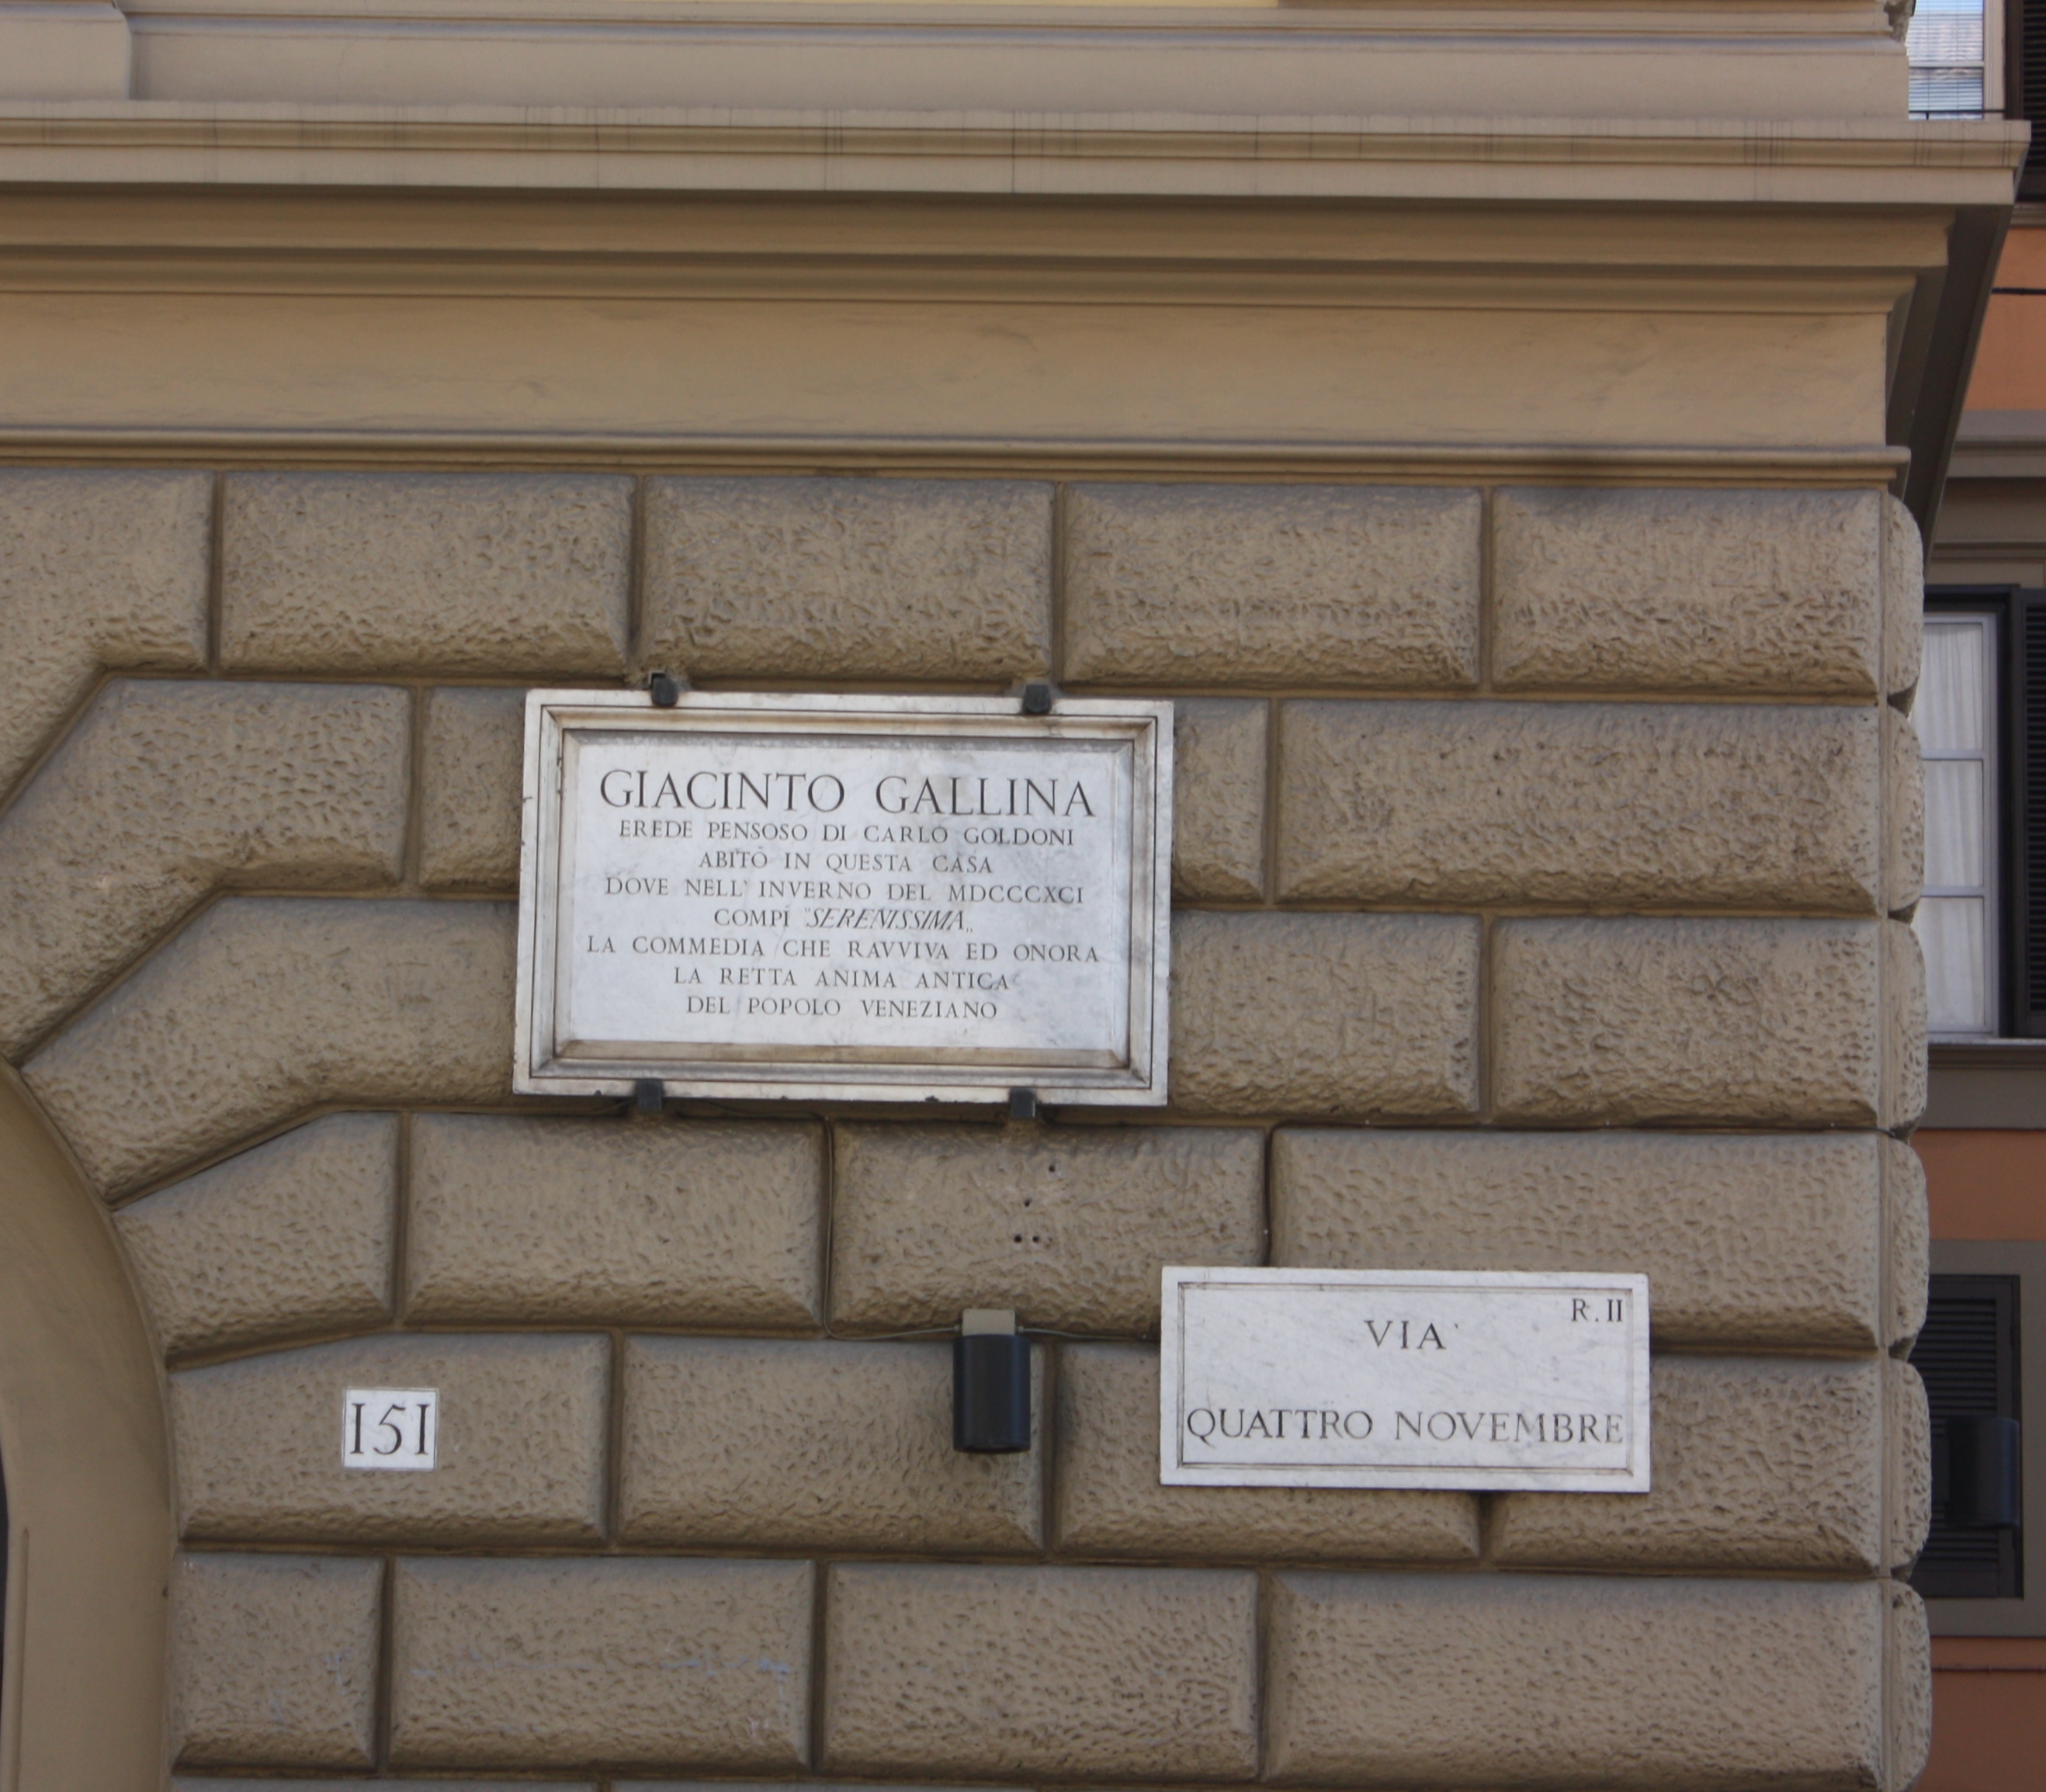 GIACINTO GALLINA
EREDE PENSOSO DI CARLO GOLDONI
ABITÒ IN QUESTA CASA
DOVE NELL' INVERNO DEL MDCCCXCI
COMPÌ "SERENISSIMA„
LA COMMEDIA CHE RAVVIVA ED ONORA
LA RETTA ANIMA ANTICA
DEL POPOLO VENEZIANO
R. II
VIA
QUATTRO NOVEMBRE
151